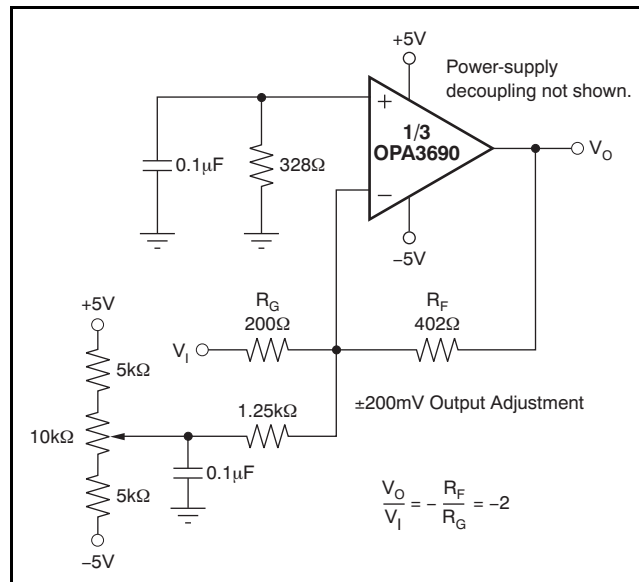 +5V
Power-supply
decoupling not shown.
+
1/3
OPA3690
0.1μF
328Ω
V_O
−
−5V
+5V
R_G
200Ω
R_F
402Ω
V_I
5kΩ
1.25kΩ
±200mV Output Adjustment
10kΩ
0.1μF
5kΩ
V_O/V_I = − R_F/R_G = −2
−5V